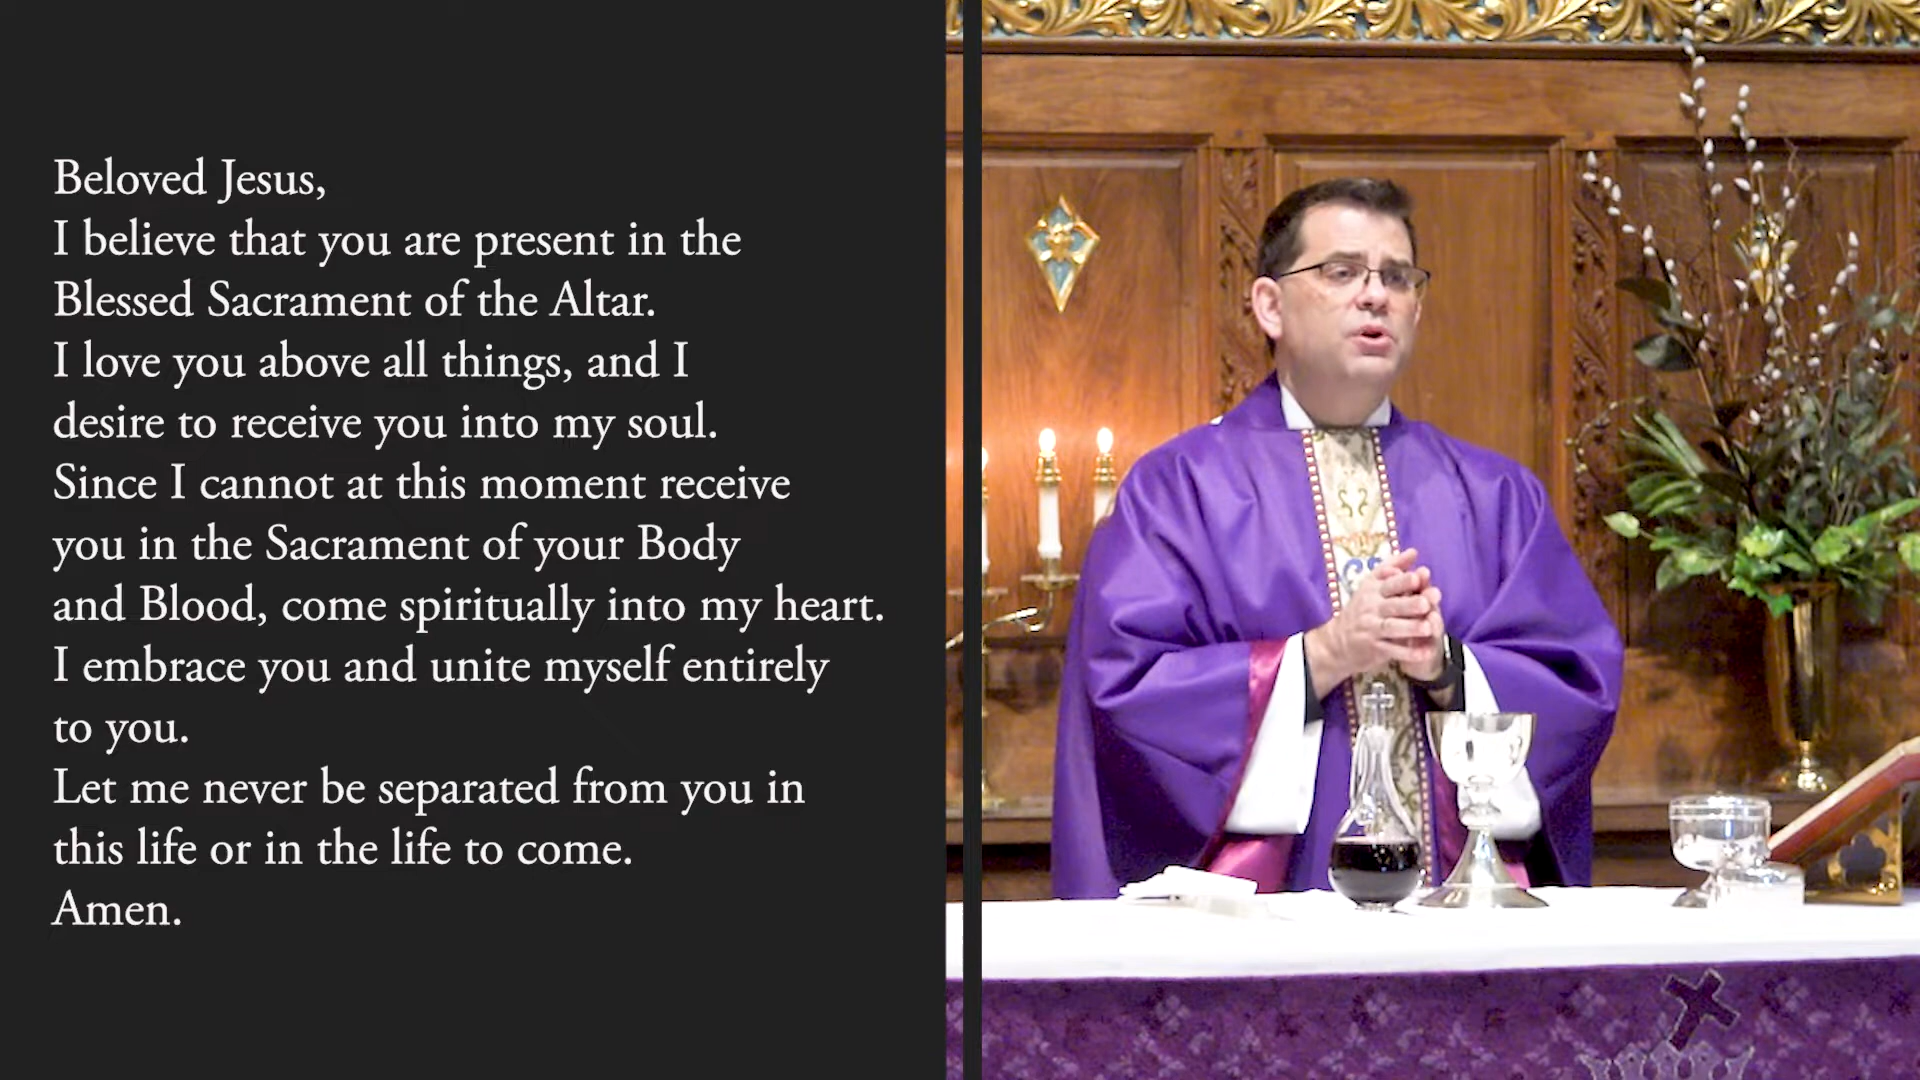 Beloved Jesus,
I believe that you are present in the
Blessed Sacrament of the Altar.
I love you above all things, and I
desire to receive you into my soul.
Since I cannot at this moment receive
you in the Sacrament of your Body
and Blood, come spiritually into my heart.
I embrace you and unite myself entirely
to you.
Let me never be separated from you in
this life or in the life to come.
Amen.